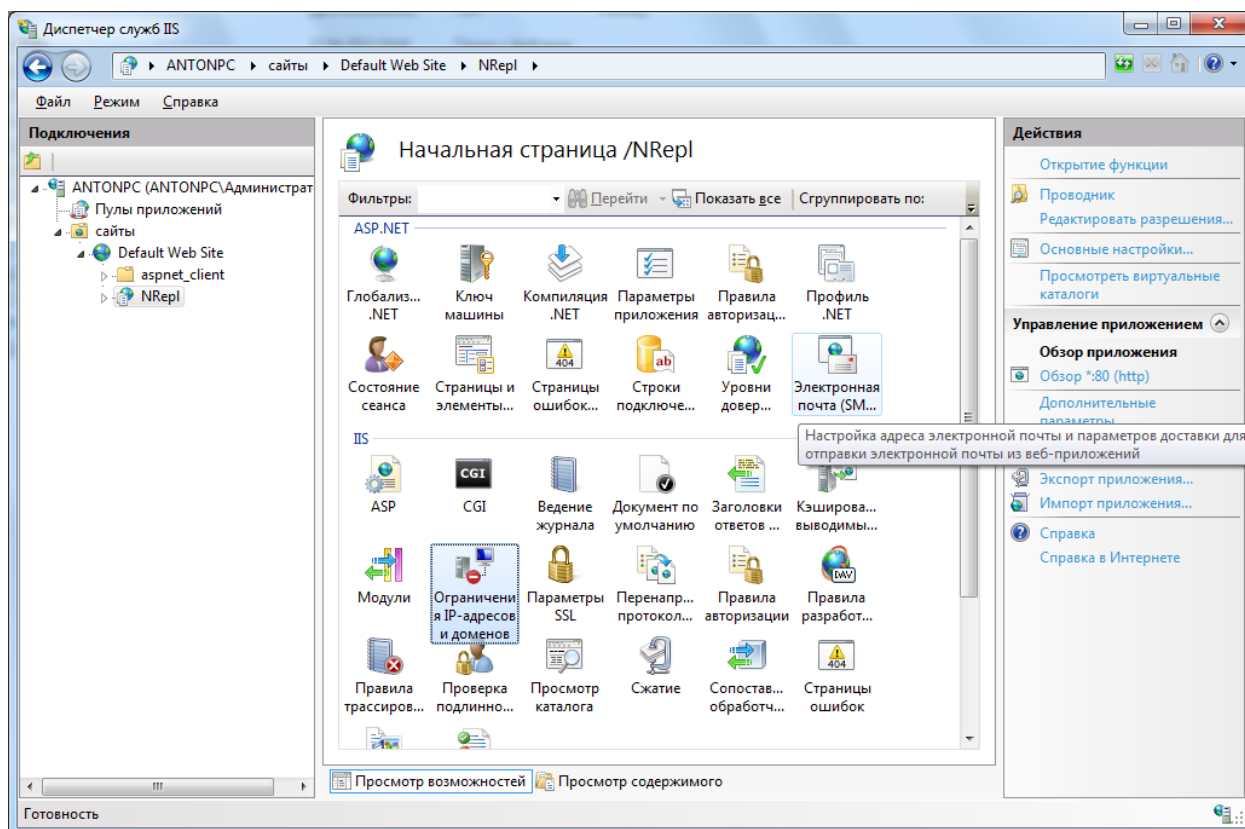 Диспетчер служб IIS
ANTONPC сайты Default Web Site NRepl
Файл Режим Справка
Подключения
ANTONPC (ANTONPC\Администрат
Пулы приложений
сайты
Default Web Site
aspnet_client
NRepl
Начальная страница /NRepl
Фильтры: Перейти Показать все Сгруппировать по:
ASP.NET
Глобализ... Ключ Компиляция Параметры Правила Профиль
.NET машины .NET приложения авторизац... .NET
404 ab
Состояние Страницы и Страницы Строки Уровни Электронная
сеанса элементы... ошибок... подключе... довер... почта (SM...
IIS
CGI
ASP CGI Ведение Документ по Заголовки Кэширова...
журнала умолчанию ответов ... выводимы...
DAV
Модули Ограничени Параметры Перенапр... Правила Правила
я IP-адресов SSL протокол... авторизации разработ...
и доменов
404
Правила Проверка Просмотр Сжатие Сопостав... Страницы
трассиров... подлинно... каталога обработч... ошибок
Просмотр возможностей Просмотр содержимого
Действия
Открытие функции
Проводник
Редактировать разрешения...
Основные настройки...
Просмотреть виртуальные
каталоги
Управление приложением
Обзор приложения
Обзор *:80 (http)
Дополнительные
параметры
Настройка адреса электронной почты и параметров доставки для
отправки электронной почты из веб-приложений
Экспорт приложения...
Импорт приложения...
Справка
Справка в Интернете
Готовность